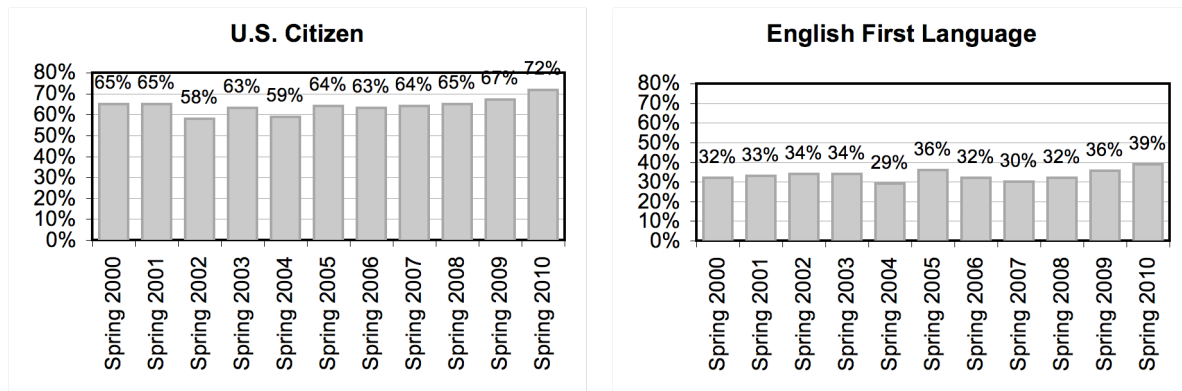 U.S. Citizen
80%
70%
60%
50%
40%
30%
20%
10%
0%
65% 65% 58% 63% 59% 64% 63% 64% 65% 67% 72%
Spring 2000
Spring 2001
Spring 2002
Spring 2003
Spring 2004
Spring 2005
Spring 2006
Spring 2007
Spring 2008
Spring 2009
Spring 2010
English First Language
80%
70%
60%
50%
40%
30%
20%
10%
0%
32% 33% 34% 34% 29% 36% 32% 30% 32% 36% 39%
Spring 2000
Spring 2001
Spring 2002
Spring 2003
Spring 2004
Spring 2005
Spring 2006
Spring 2007
Spring 2008
Spring 2009
Spring 2010